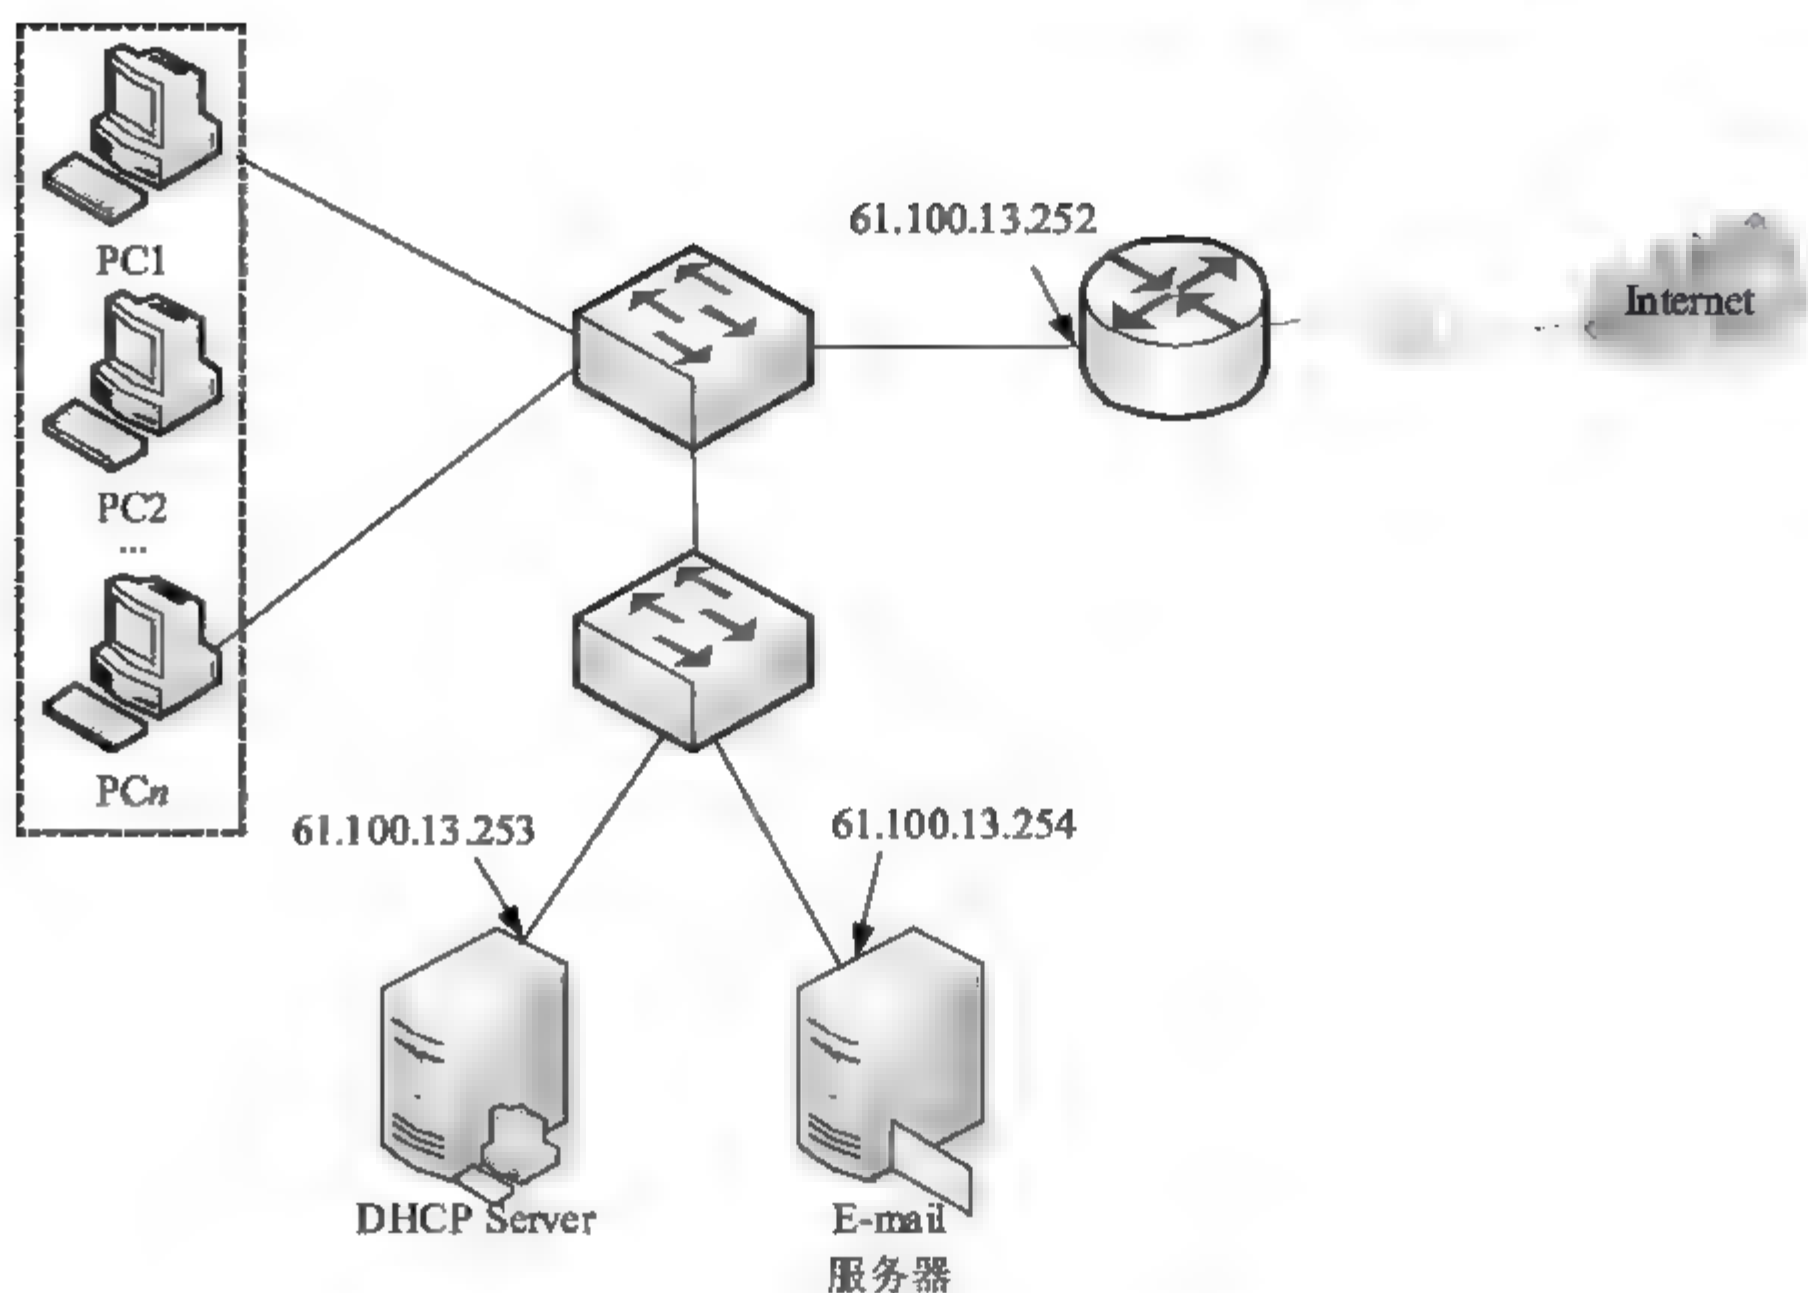 PC1
PC2
...
PCn
61.100.13.252
Internet
61.100.13.253
61.100.13.254
DHCP Server
E-mail
服务器